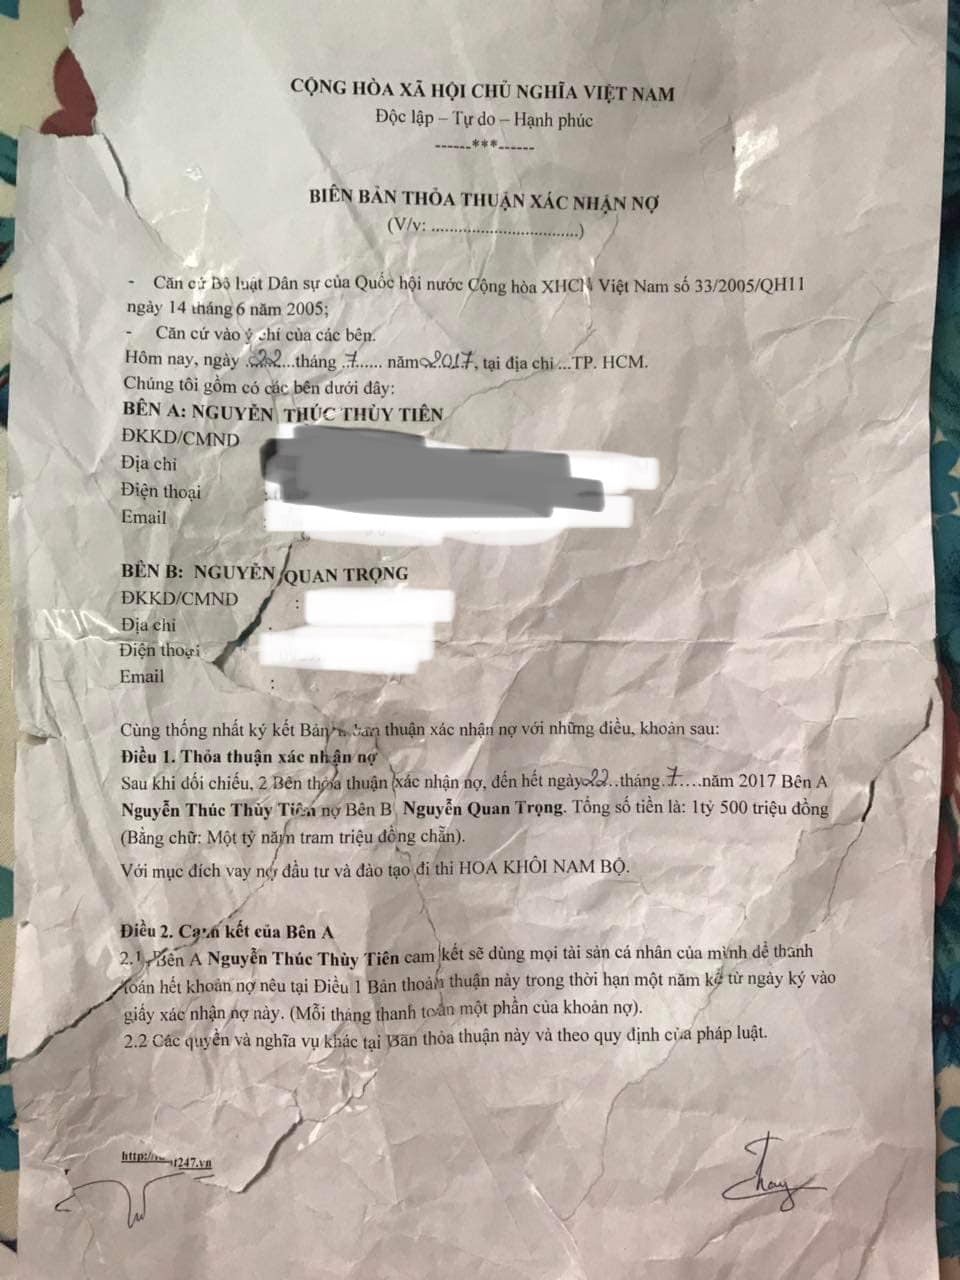 CỘNG HÒA XÃ HỘI CHỦ NGHĨA VIỆT NAM
Độc lập – Tự do – Hạnh phúc
------***------
BIÊN BẢN THỎA THUẬN XÁC NHẬN NỢ
(V/v: ................................)
- Căn cứ Bộ luật Dân sự của Quốc hội nước Cộng hòa XHCN Việt Nam số 33/2005/QH11
ngày 14 tháng 6 năm 2005;
- Căn cứ vào ý chí của các bên.
Hôm nay, ngày .22...tháng .7...... năm 2017, tại địa chỉ ...TP. HCM.
Chúng tôi gồm có các bên dưới đây:
BÊN A: NGUYỄN THÚC THÙY TIÊN
ĐKKD/CMND
Địa chỉ
Điện thoại :
Email :
BÊN B: NGUYỄN QUAN TRỌNG
ĐKKD/CMND :
Địa chỉ :
Điện thoại
Email :
Cùng thống nhất ký kết Bản thuận xác nhận nợ với những điều, khoản sau:
Điều 1. Thỏa thuận xác nhận nợ
Sau khi đối chiếu, 2 Bên thỏa thuận xác nhận nợ, đến hết ngày 22..tháng .7....năm 2017 Bên A
Nguyễn Thúc Thùy Tiên nợ Bên B Nguyễn Quan Trọng. Tổng số tiền là: 1tỷ 500 triệu đồng
(Bằng chữ: Một tỷ năm tram triệu đồng chẵn).
Với mục đích vay nợ đầu tư và đào tạo đi thi HOA KHÔI NAM BỘ.
Điều 2. Cam kết của Bên A
2.1 Bên A Nguyễn Thúc Thùy Tiên cam kết sẽ dùng mọi tài sản cá nhân của mình để thanh
toán hết khoản nợ nêu tại Điều 1 Bản thoản thuận này trong thời hạn một năm kể từ ngày ký vào
giấy xác nhận nợ này. (Mỗi tháng thanh toán một phần của khoản nợ).
2.2 Các quyền và nghĩa vụ khác tại Bản thỏa thuận này và theo quy định của pháp luật.
http://
t247.vn